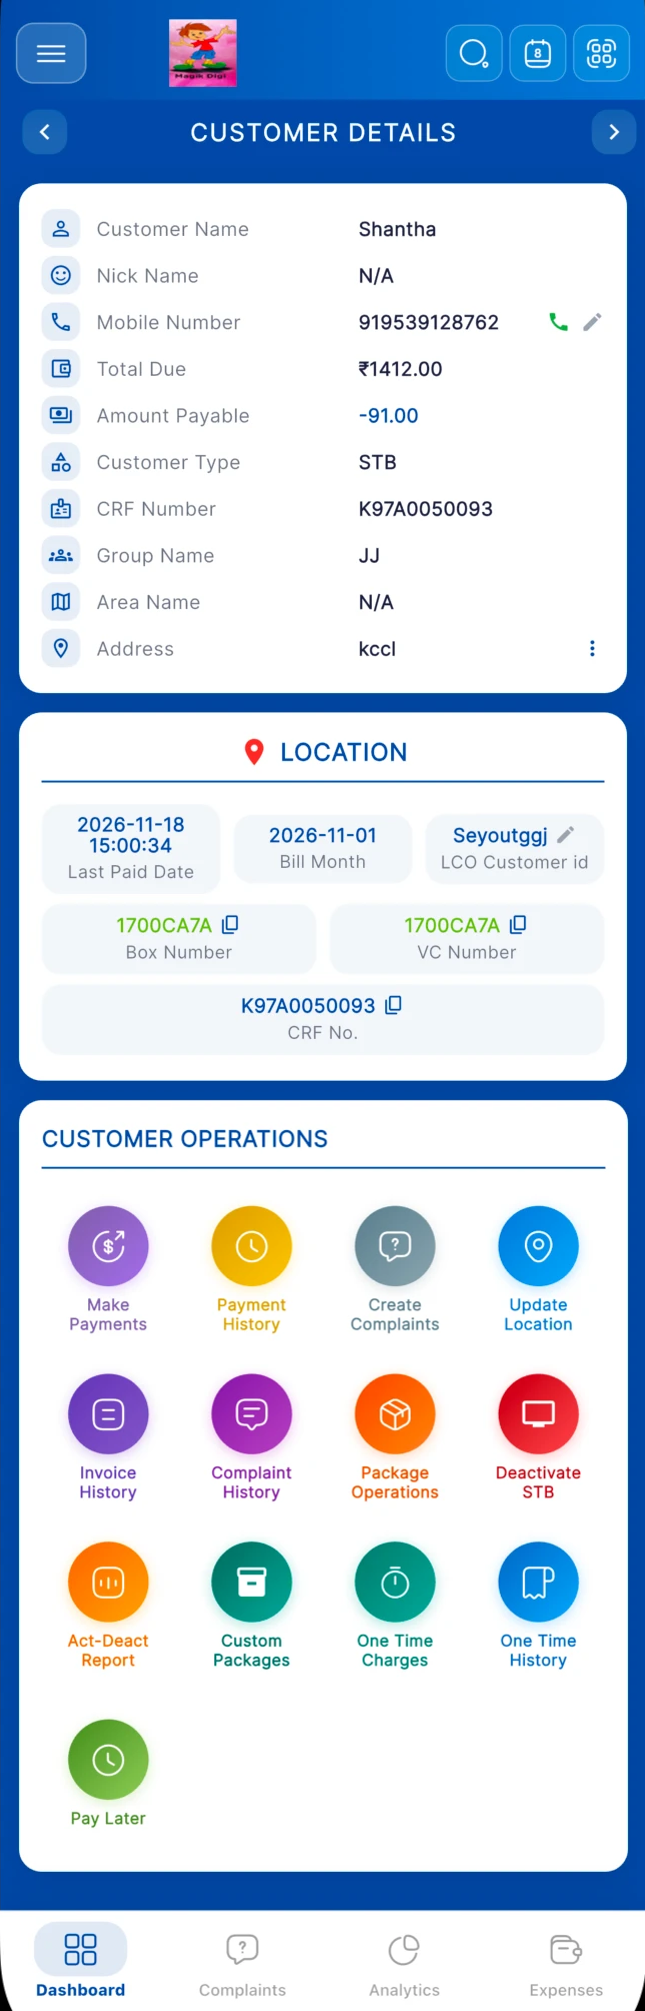 Magik Digi
8
CUSTOMER DETAILS
Customer Name Shantha
Nick Name N/A
Mobile Number 919539128762
Total Due ₹1412.00
Amount Payable -91.00
Customer Type STB
CRF Number K97A0050093
Group Name JJ
Area Name N/A
Address kccl
LOCATION
2026-11-18
15:00:34
Last Paid Date
2026-11-01
Bill Month
Seyoutggj
LCO Customer id
1700CA7A
Box Number
1700CA7A
VC Number
K97A0050093
CRF No.
CUSTOMER OPERATIONS
Make
Payments
Payment
History
Create
Complaints
Update
Location
Invoice
History
Complaint
History
Package
Operations
Deactivate
STB
Act-Deact
Report
Custom
Packages
One Time
Charges
One Time
History
Pay Later
Dashboard
Complaints
Analytics
Expenses